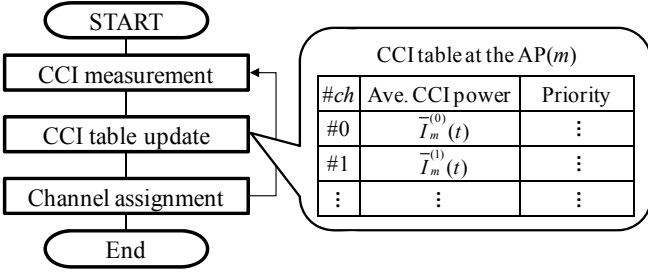 START
CCI measurement
CCI table update
Channel assignment
End
CCI table at the AP(m)
#ch Ave. CCI power Priority
#0 Ī_m^(0)(t) ⋮
#1 Ī_m^(1)(t) ⋮
⋮ ⋮ ⋮